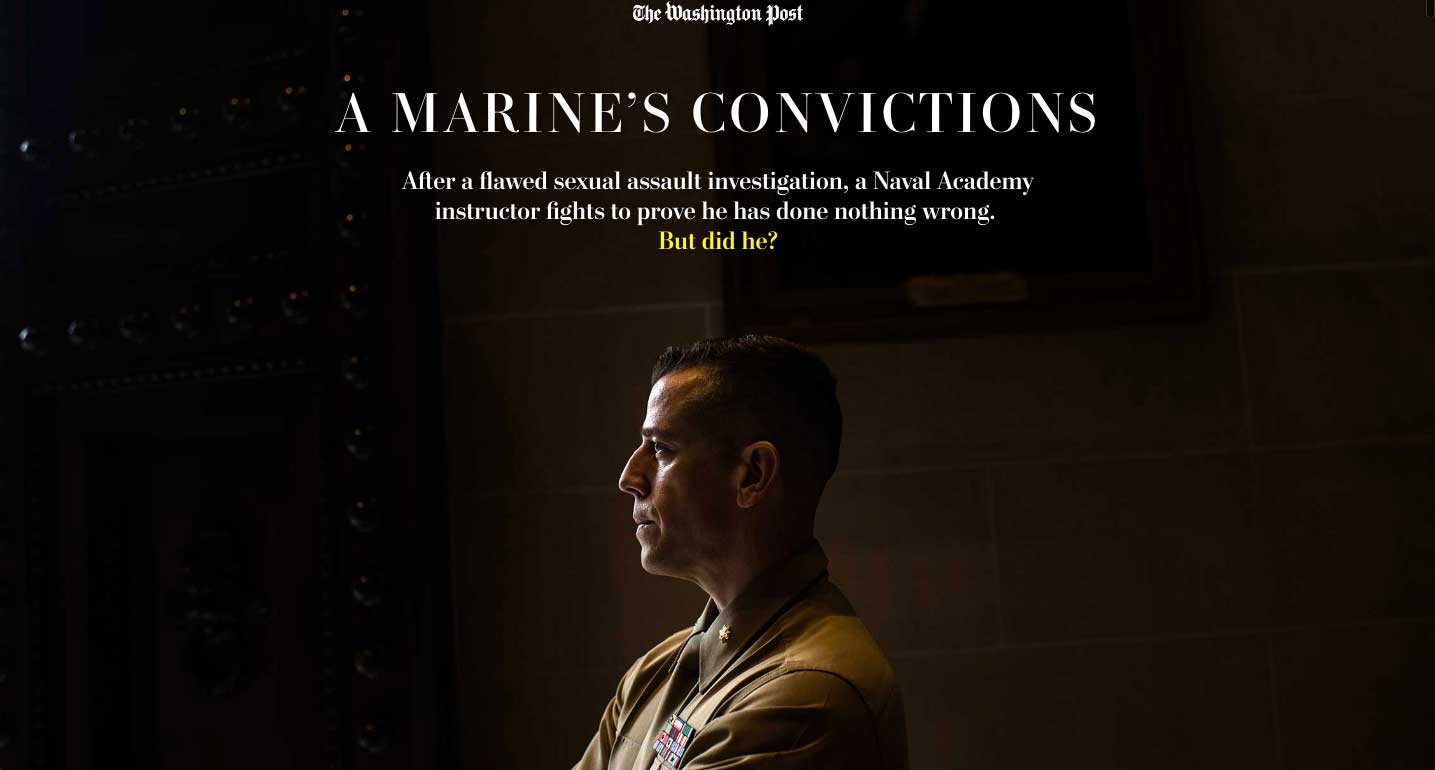 The Washington Post
A MARINE’S CONVICTIONS
After a flawed sexual assault investigation, a Naval Academy
instructor fights to prove he has done nothing wrong.
But did he?